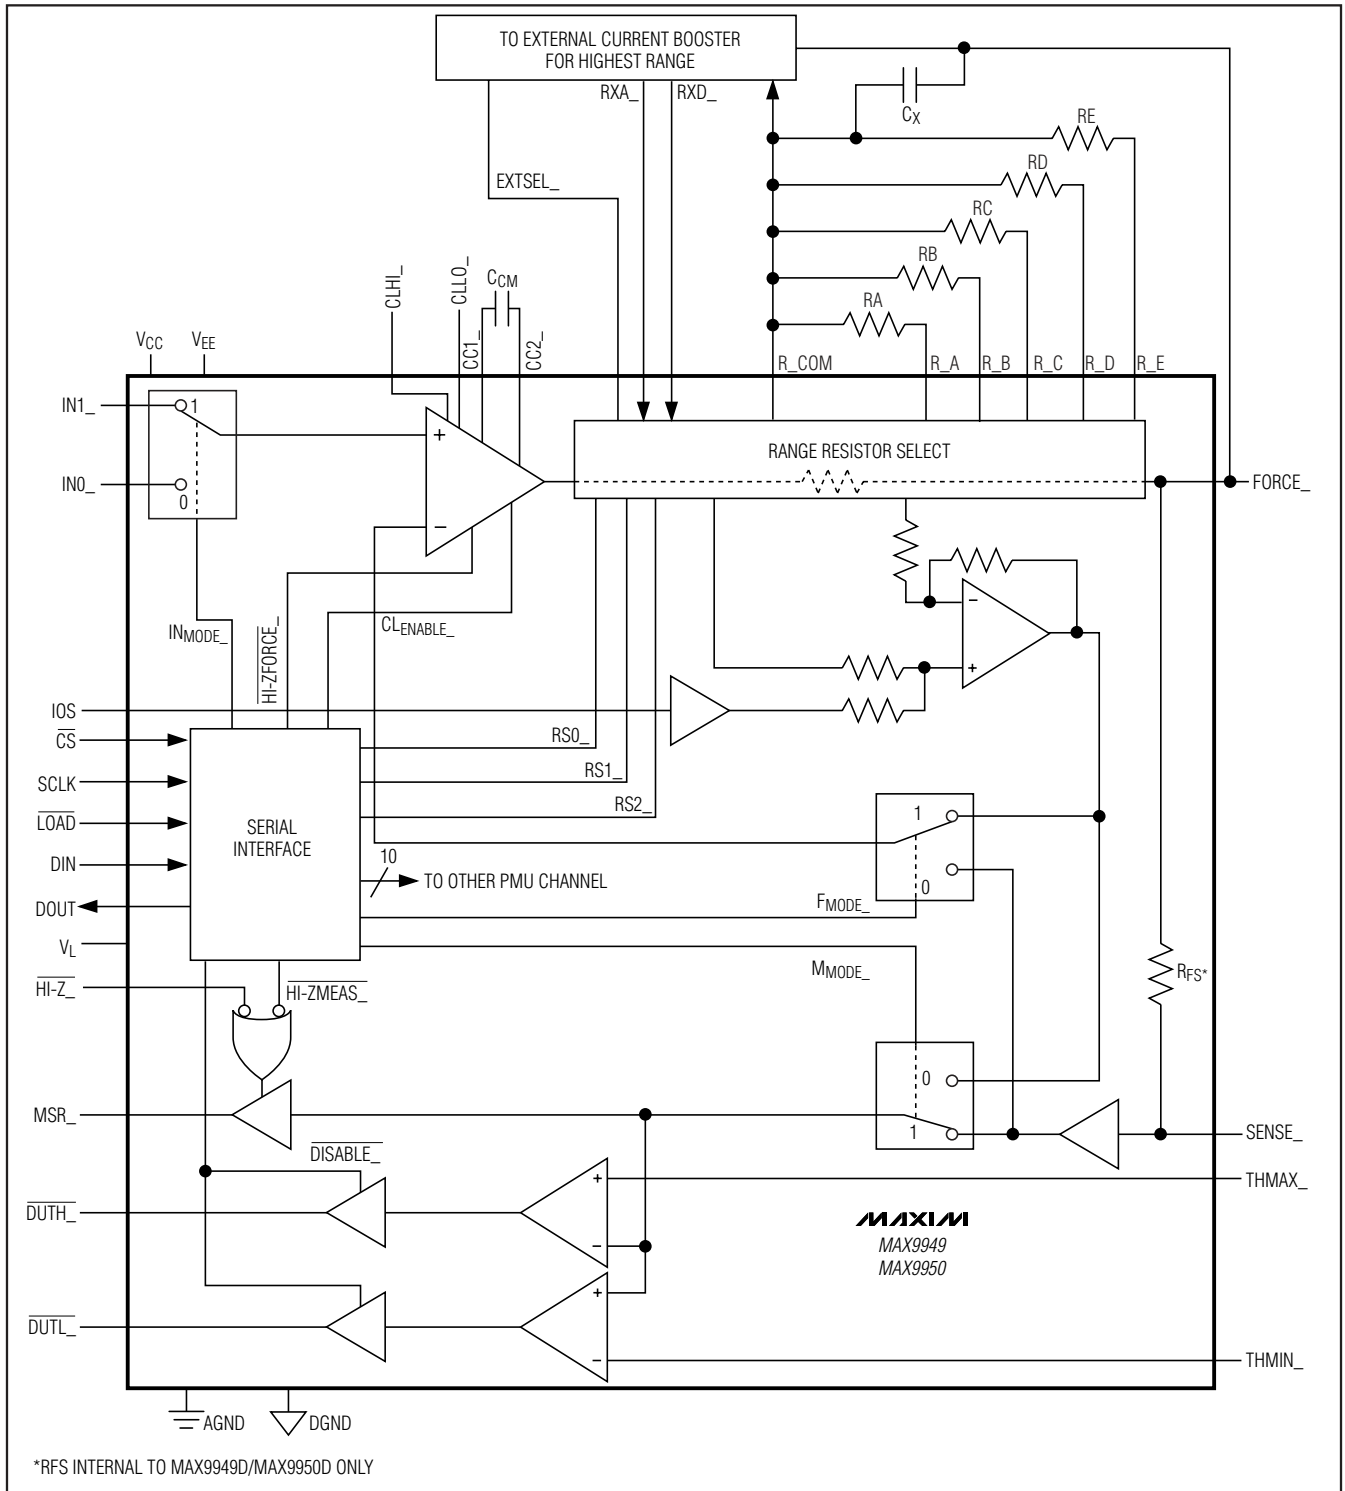 TO EXTERNAL CURRENT BOOSTER
FOR HIGHEST RANGE
RXA_
RXD_
CX
RE
RD
EXTSEL_
RC
RB
RA
CLHI_
CLLO_
CCM
CC1_
CC2_
VCC
VEE
R_COM
R_A
R_B
R_C
R_D
R_E
IN1_
1
IN0_
0
+
−
RANGE RESISTOR SELECT
FORCE_
INMODE_
HI-ZFORCE_
CLENABLE_
−
+
IOS
CS
SCLK
LOAD
DIN
DOUT
VL
HI-Z_
SERIAL
INTERFACE
RS0_
RS1_
RS2_
10
TO OTHER PMU CHANNEL
1
0
FMODE_
MMODE_
RFS*
HI-ZMEAS_
0
1
MSR_
SENSE_
DISABLE_
THMAX_
DUTH_
+
−
MAXIM
MAX9949
MAX9950
DUTL_
+
−
THMIN_
AGND
DGND
*RFS INTERNAL TO MAX9949D/MAX9950D ONLY